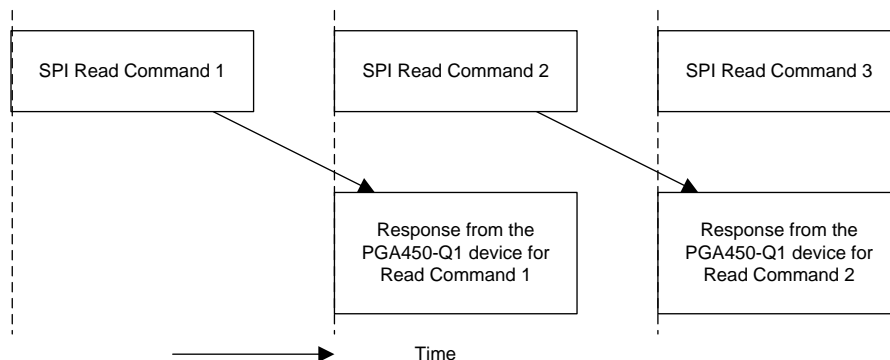 SPI Read Command 1
SPI Read Command 2
SPI Read Command 3
Response from the
PGA450-Q1 device for
Read Command 1
Response from the
PGA450-Q1 device for
Read Command 2
Time